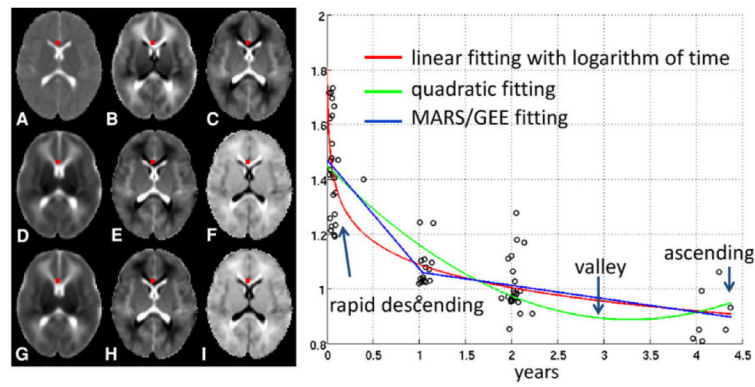 A B C
D E F
G H I
2
1.8
1.6
1.4
1.2
1
0.8
linear fitting with logarithm of time
quadratic fitting
MARS/GEE fitting
ascending
valley
rapid descending
0 0.5 1 1.5 2 2.5 3 3.5 4 4.5
years